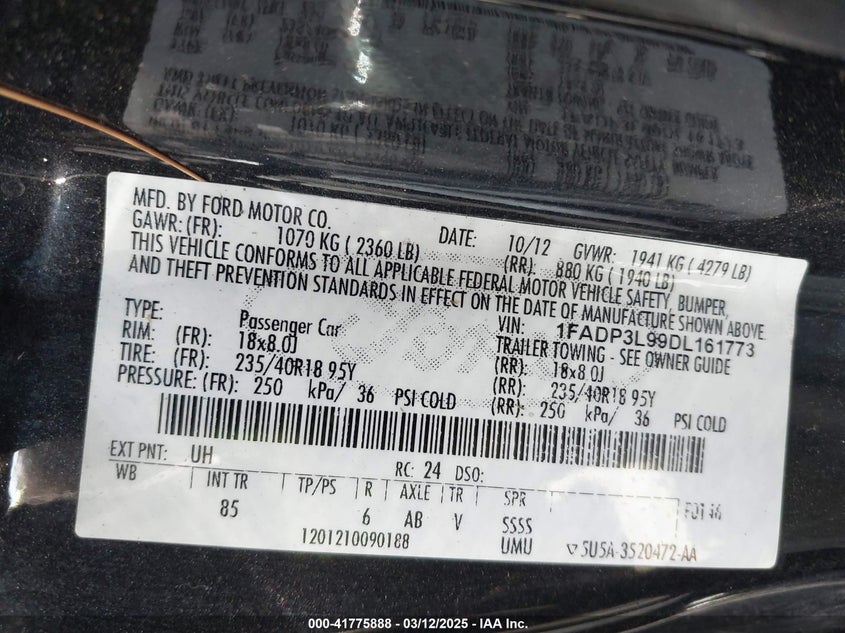 MFD. BY FORD MOTOR CO. DATE: 10/12 GVWR: 1941 KG ( 4279 LB)
GAWR: (FR): 1070 KG ( 2360 LB) (RR): 880 KG ( 1940 LB)
THIS VEHICLE CONFORMS TO ALL APPLICABLE FEDERAL MOTOR VEHICLE SAFETY, BUMPER,
AND THEFT PREVENTION STANDARDS IN EFFECT ON THE DATE OF MANUFACTURE SHOWN ABOVE.
VIN: 1FADP3L99DL161773
TYPE: Passenger Car TRAILER TOWING - SEE OWNER GUIDE
RIM: (FR): 18x8.0J (RR): 18x8.0J
TIRE: (FR): 235/40R18 95Y (RR): 235/40R18 95Y
PRESSURE: (FR): 250 kPa/ 36 PSI COLD (RR): 250 kPa/ 36 PSI COLD
EXT PNT: UH RC: 24 DSO:
WB INT TR TP/PS R AXLE TR SPR F0146
85 6 AB V SSSS
1201210090188 UMU 5U5A-3520472-AA
000-41775888 - 03/12/2025 - IAA Inc.